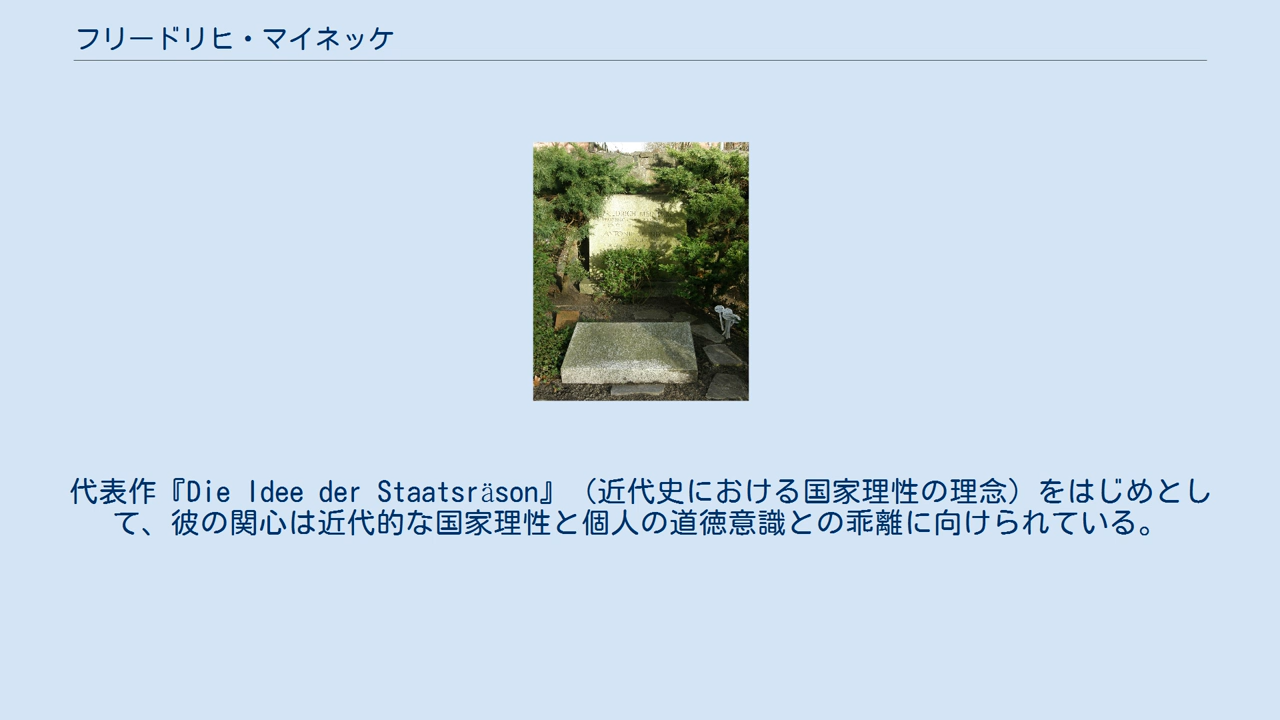 フリードリヒ・マイネッケ
代表作『Die Idee der Staatsräson』（近代史における国家理性の理念）をはじめとし
て、彼の関心は近代的な国家理性と個人の道徳意識との乖離に向けられている。